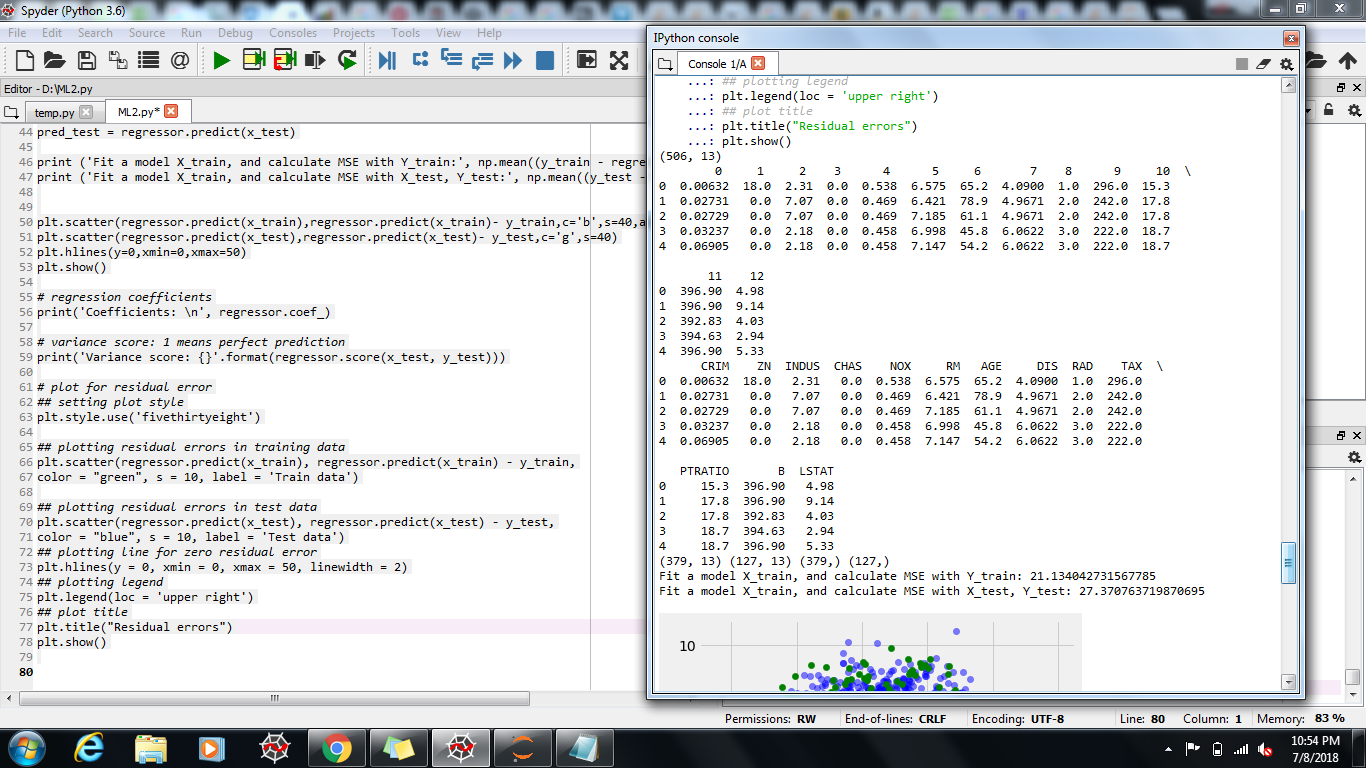 Spyder (Python 3.6)
File Edit Search Source Run Debug Consoles Projects Tools View Help
Editor - D:\ML2.py
temp.py ML2.py*
44 pred_test = regressor.predict(x_test)
45
46 print ('Fit a model X_train, and calculate MSE with Y_train:', np.mean((y_train - regre
47 print ('Fit a model X_train, and calculate MSE with X_test, Y_test:', np.mean((y_test -
48
49
50 plt.scatter(regressor.predict(x_train),regressor.predict(x_train)- y_train,c='b',s=40,a
51 plt.scatter(regressor.predict(x_test),regressor.predict(x_test)- y_test,c='g',s=40)
52 plt.hlines(y=0,xmin=0,xmax=50)
53 plt.show()
54
55 # regression coefficients
56 print('Coefficients: \n', regressor.coef_)
57
58 # variance score: 1 means perfect prediction
59 print('Variance score: {}'.format(regressor.score(x_test, y_test)))
60
61 # plot for residual error
62 ## setting plot style
63 plt.style.use('fivethirtyeight')
64
65 ## plotting residual errors in training data
66 plt.scatter(regressor.predict(x_train), regressor.predict(x_train) - y_train,
67 color = "green", s = 10, label = 'Train data')
68
69 ## plotting residual errors in test data
70 plt.scatter(regressor.predict(x_test), regressor.predict(x_test) - y_test,
71 color = "blue", s = 10, label = 'Test data')
72 ## plotting line for zero residual error
73 plt.hlines(y = 0, xmin = 0, xmax = 50, linewidth = 2)
74 ## plotting legend
75 plt.legend(loc = 'upper right')
76 ## plot title
77 plt.title("Residual errors")
78 plt.show()
79
80
IPython console
Console 1/A
...: ## plotting legend
...: plt.legend(loc = 'upper right')
...: ## plot title
...: plt.title("Residual errors")
...: plt.show()
(506, 13)
0 1 2 3 4 5 6 7 8 9 10 \
0 0.00632 18.0 2.31 0.0 0.538 6.575 65.2 4.0900 1.0 296.0 15.3
1 0.02731 0.0 7.07 0.0 0.469 6.421 78.9 4.9671 2.0 242.0 17.8
2 0.02729 0.0 7.07 0.0 0.469 7.185 61.1 4.9671 2.0 242.0 17.8
3 0.03237 0.0 2.18 0.0 0.458 6.998 45.8 6.0622 3.0 222.0 18.7
4 0.06905 0.0 2.18 0.0 0.458 7.147 54.2 6.0622 3.0 222.0 18.7
11 12
0 396.90 4.98
1 396.90 9.14
2 392.83 4.03
3 394.63 2.94
4 396.90 5.33
CRIM ZN INDUS CHAS NOX RM AGE DIS RAD TAX \
0 0.00632 18.0 2.31 0.0 0.538 6.575 65.2 4.0900 1.0 296.0
1 0.02731 0.0 7.07 0.0 0.469 6.421 78.9 4.9671 2.0 242.0
2 0.02729 0.0 7.07 0.0 0.469 7.185 61.1 4.9671 2.0 242.0
3 0.03237 0.0 2.18 0.0 0.458 6.998 45.8 6.0622 3.0 222.0
4 0.06905 0.0 2.18 0.0 0.458 7.147 54.2 6.0622 3.0 222.0
PTRATIO B LSTAT
0 15.3 396.90 4.98
1 17.8 396.90 9.14
2 17.8 392.83 4.03
3 18.7 394.63 2.94
4 18.7 396.90 5.33
(379, 13) (127, 13) (379,) (127,)
Fit a model X_train, and calculate MSE with Y_train: 21.134042731567785
Fit a model X_train, and calculate MSE with X_test, Y_test: 27.370763719870695
10
Permissions: RW End-of-lines: CRLF Encoding: UTF-8 Line: 80 Column: 1 Memory: 83 %
10:54 PM
7/8/2018